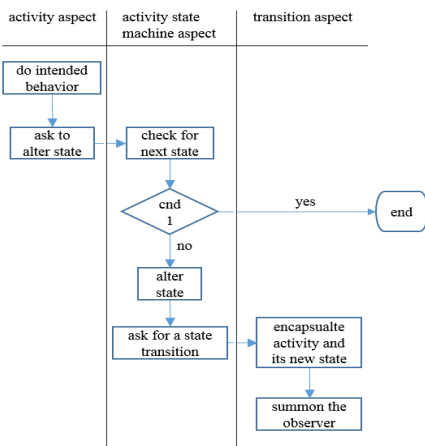 activity aspect
activity state
machine aspect
transition aspect
do intended
behavior
ask to
alter state
check for
next state
cnd
1
yes
end
no
alter
state
ask for a state
transition
encapsualte
activity and
its new state
summon the
observer